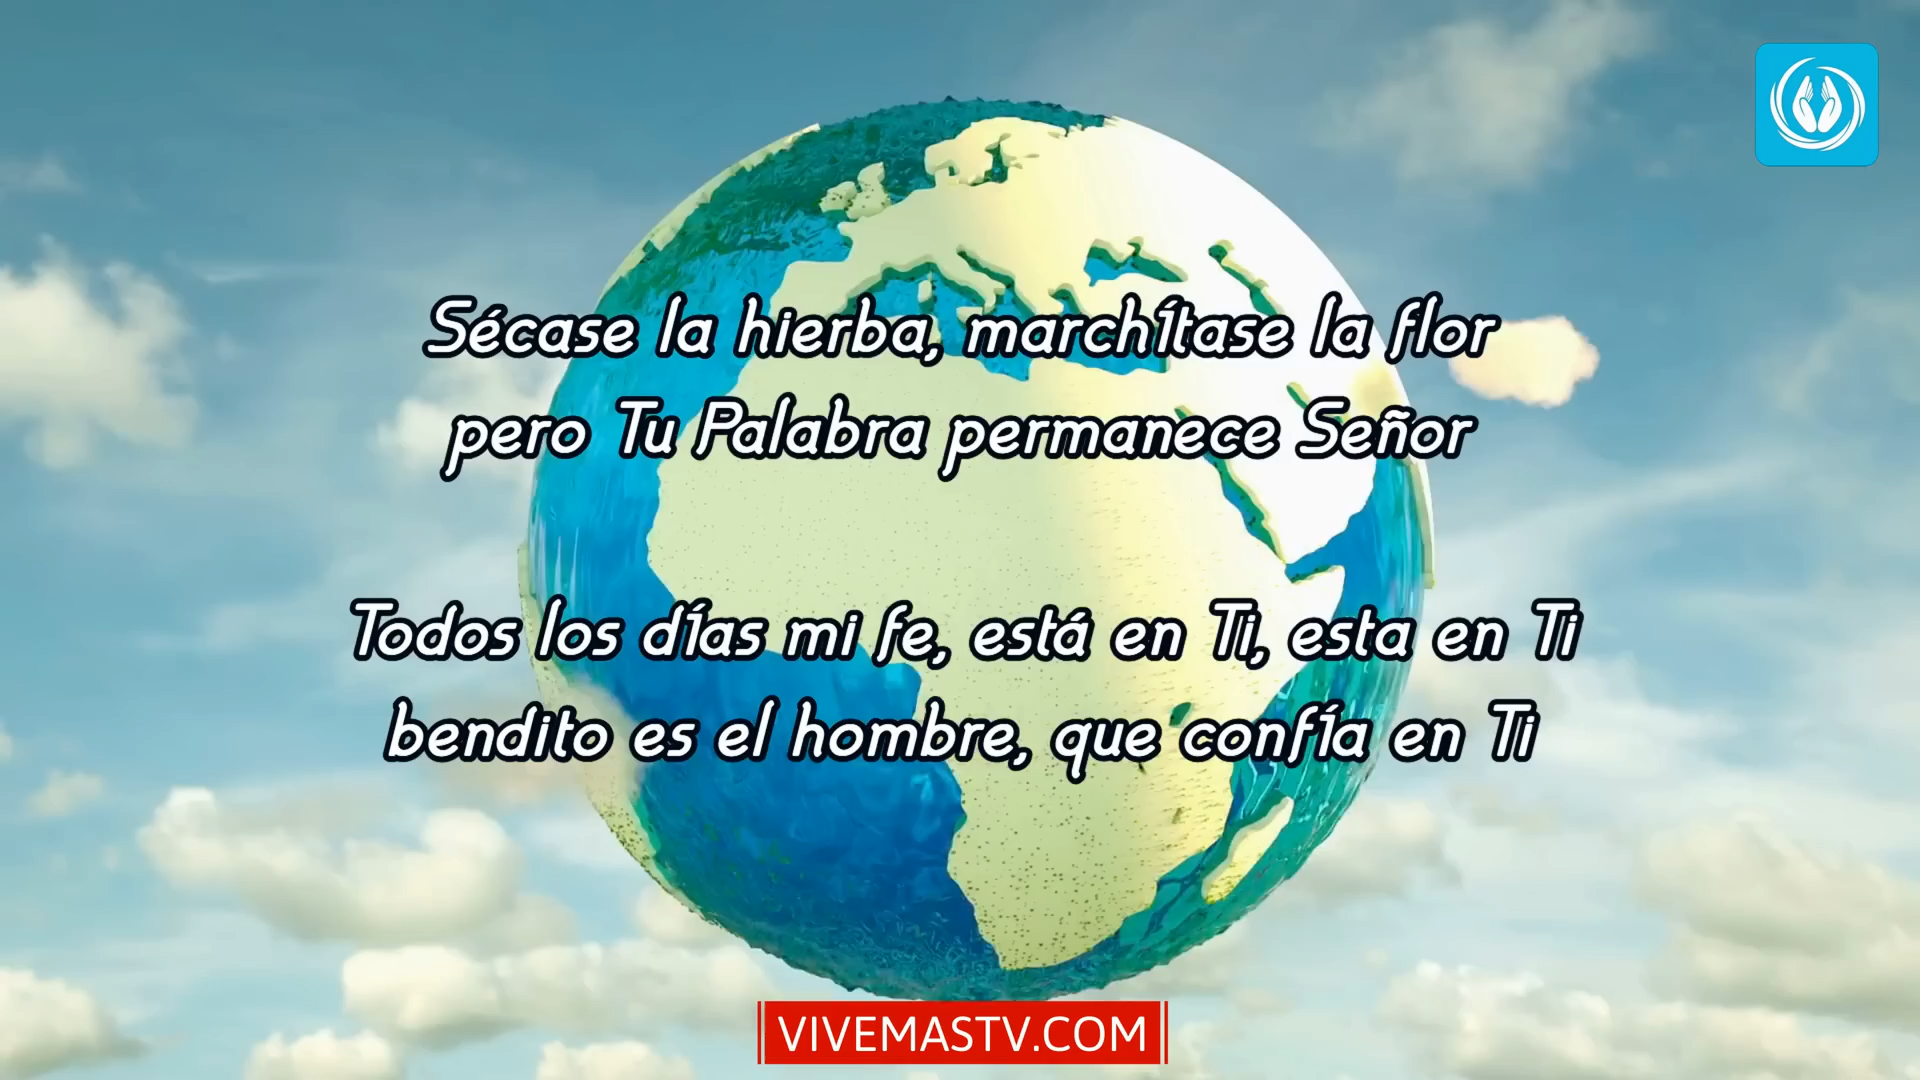 Sécase la hierba, marchítase la flor
pero Tu Palabra permanece Señor
Todos los días mi fe, está en Ti, esta en Ti
bendito es el hombre, que confía en Ti
VIVEMASTV.COM